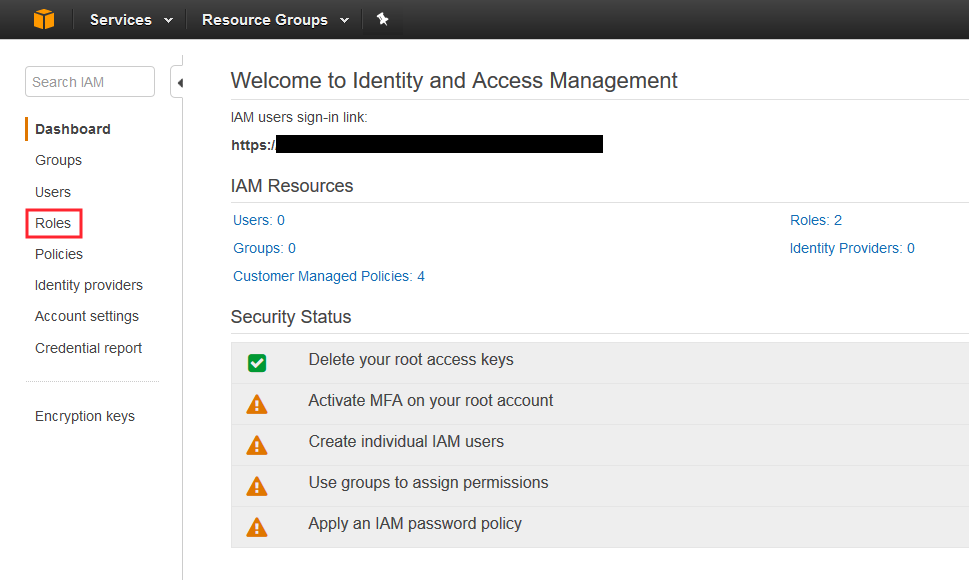 Services Resource Groups
Search IAM
Dashboard
Groups
Users
Roles
Policies
Identity providers
Account settings
Credential report
Encryption keys
Welcome to Identity and Access Management
IAM users sign-in link:
https:/
IAM Resources
Users: 0 Roles: 2
Groups: 0 Identity Providers: 0
Customer Managed Policies: 4
Security Status
Delete your root access keys
Activate MFA on your root account
Create individual IAM users
Use groups to assign permissions
Apply an IAM password policy